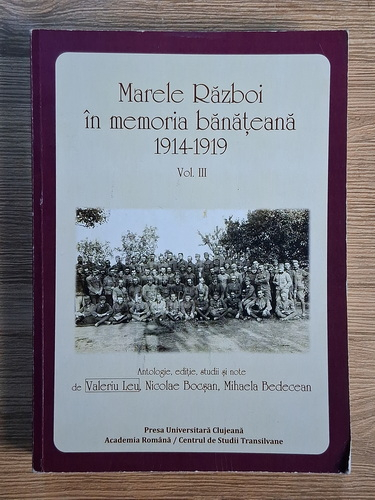 Marele Război
în memoria bănățeană
1914-1919
Vol. III
Antologie, ediție, studii și note
de Valeriu Leu, Nicolae Bocșan, Mihaela Bedecean
Presa Universitară Clujeană
Academia Română / Centrul de Studii Transilvane